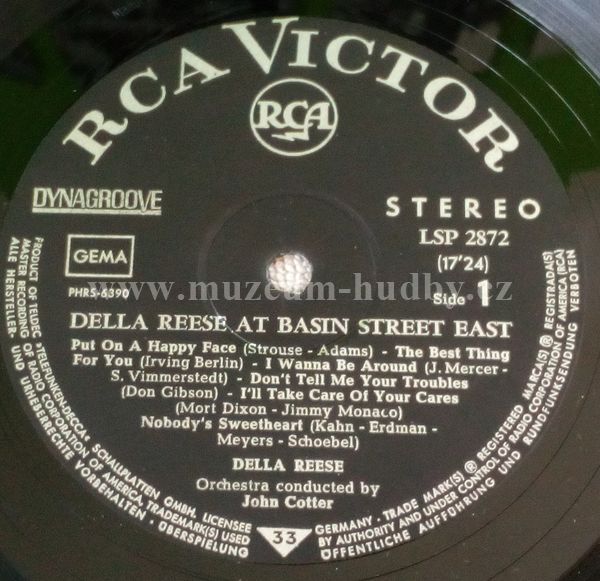 RCA VICTOR
RCA
DYNAGROOVE
STEREO
LSP 2872
GEMA
(17'24)
PHRS-6390
Side 1
www.muzeum-hudby.cz
DELLA REESE AT BASIN STREET EAST
Put On A Happy Face (Strouse - Adams) - The Best Thing
For You (Irving Berlin) - I Wanna Be Around (J. Mercer -
S. Vimmerstedt) - Don't Tell Me Your Troubles
(Don Gibson) - I'll Take Care Of Your Cares
(Mort Dixon - Jimmy Monaco)
Nobody's Sweetheart (Kahn - Erdman -
Meyers - Schoebel)
DELLA REESE
Orchestra conducted by
John Cotter
33
PRODUCT OF TELDEC »TELEFUNKEN-DECCA« SCHALLPLATTEN GMBH. LICENSEE
MASTER RECORDING OF RADIO CORPORATION OF AMERICA TRADEMARK(S) USED
ALLE HERSTELLER- UND URHEBERRECHTE VORBEHALTEN · ÜBERSPIELUNG
GERMANY · TRADE MARK(S) ® REGISTERED MARCA(S) ® REGISTRADA(S)
BY AUTHORITY AND UNDER CONTROL OF RADIO CORPORATION OF AMERICA (RCA)
ÖFFENTLICHE AUFFÜHRUNG UND RUNDFUNKSENDUNG VERBOTEN